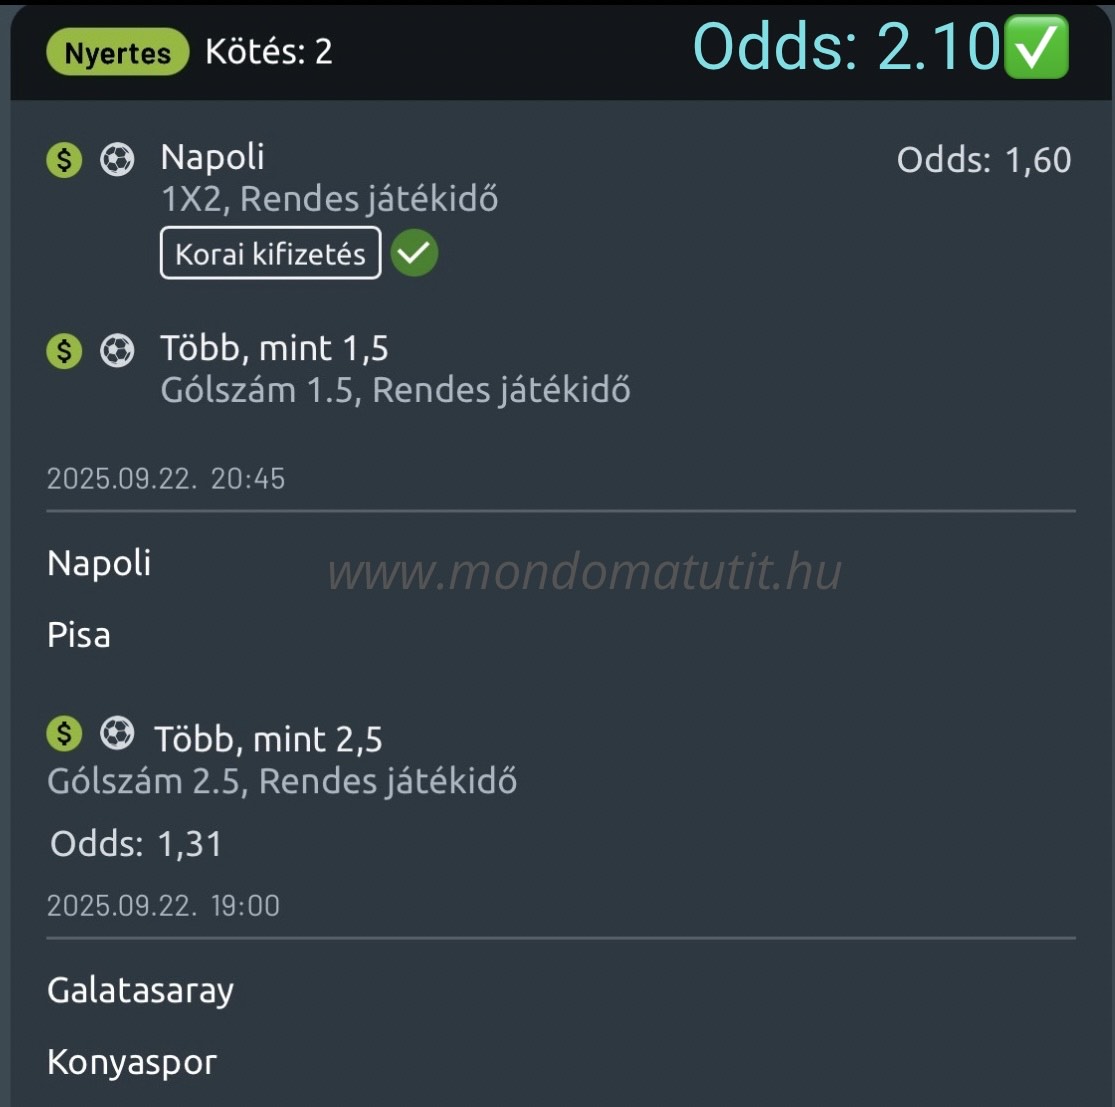 Nyertes Kötés: 2 Odds: 2.10✅
$ Napoli Odds: 1,60
1X2, Rendes játékidő
Korai kifizetés
$ Több, mint 1,5
Gólszám 1.5, Rendes játékidő
2025.09.22. 20:45
Napoli
www.mondomatutit.hu
Pisa
$ Több, mint 2,5
Gólszám 2.5, Rendes játékidő
Odds: 1,31
2025.09.22. 19:00
Galatasaray
Konyaspor